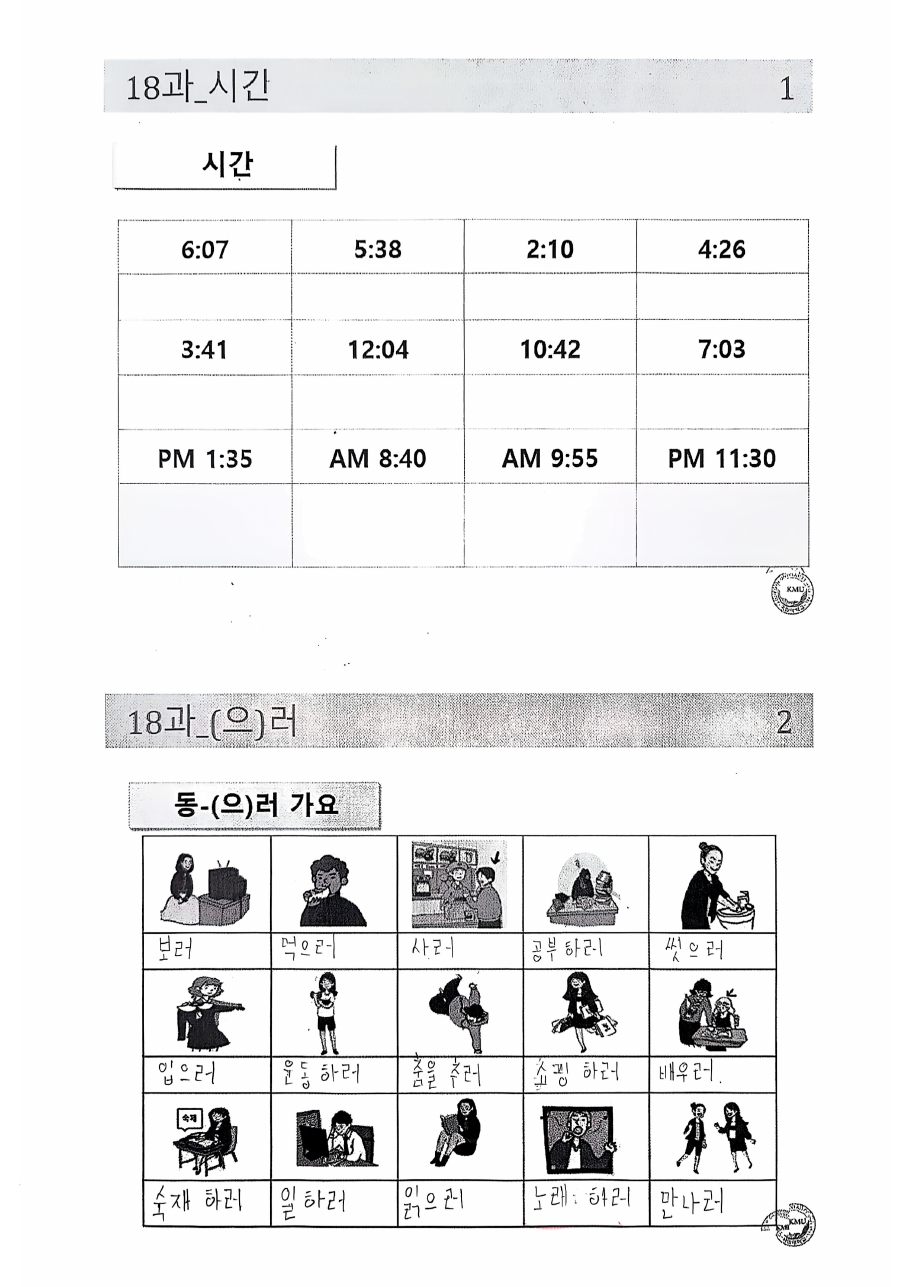 18과_시간 1
시간
6:07 5:38 2:10 4:26
3:41 12:04 10:42 7:03
PM 1:35 AM 8:40 AM 9:55 PM 11:30
KMU
18과_(으)러 2
동-(으)러 가요
보러 먹으러 사러 공부하러 씻으러
입으러 운동 하러 춤을 추러 쇼핑 하러 배우러.
숙제
숙재 하러 일하러 읽으러 노래: 하러 만나러
KMU